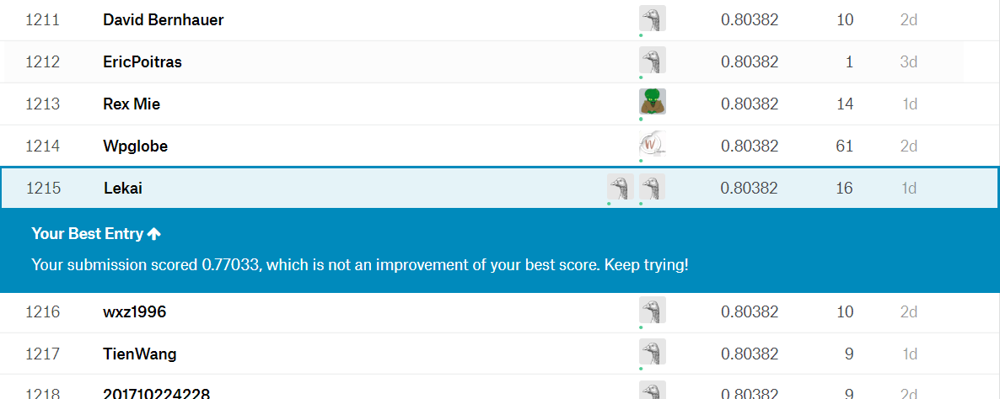 1211 David Bernhauer 0.80382 10 2d
1212 EricPoitras 0.80382 1 3d
1213 Rex Mie 0.80382 14 1d
1214 Wpglobe W 0.80382 61 2d
1215 Lekai 0.80382 16 1d
Your Best Entry
Your submission scored 0.77033, which is not an improvement of your best score. Keep trying!
1216 wxz1996 0.80382 10 2d
1217 TienWang 0.80382 9 1d
1218 201710224228 0.80382 9 2d